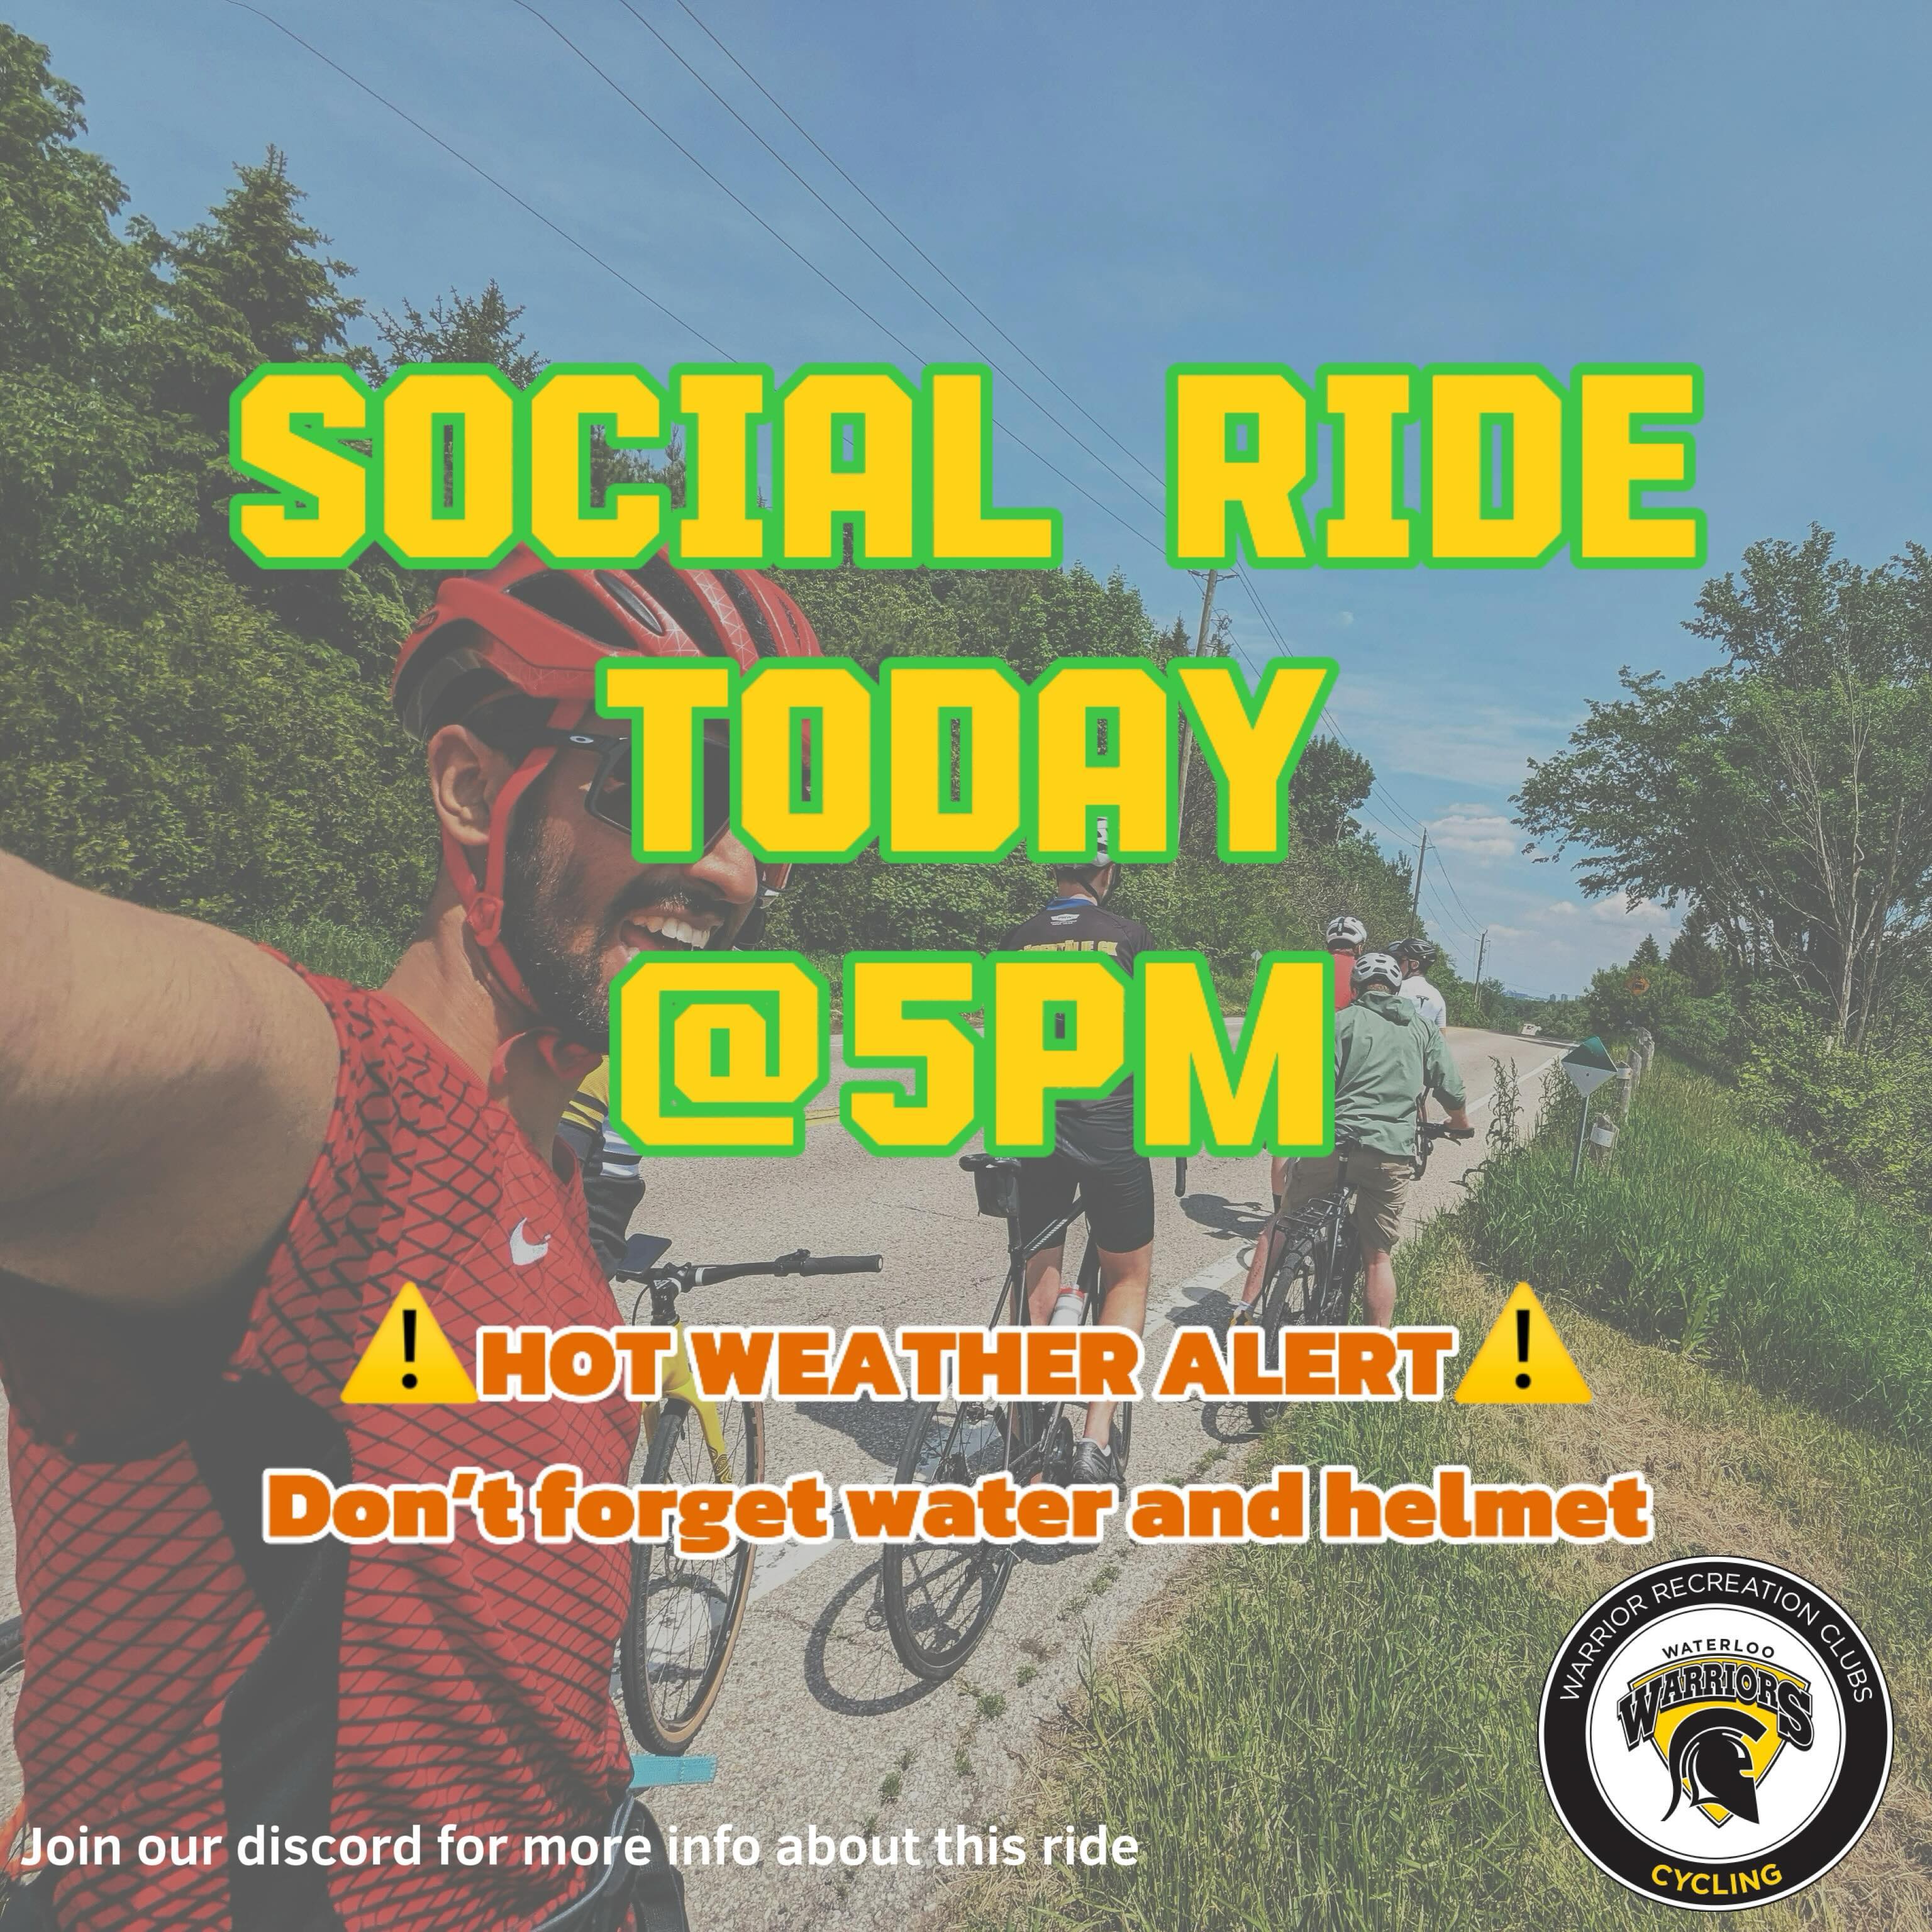 SOCIAL RIDE
TODAY
@5PM
⚠️HOT WEATHER ALERT⚠️
Don't forget water and helmet
WARRIOR RECREATION CLUBS
WATERLOO
WARRIORS
CYCLING
Join our discord for more info about this ride